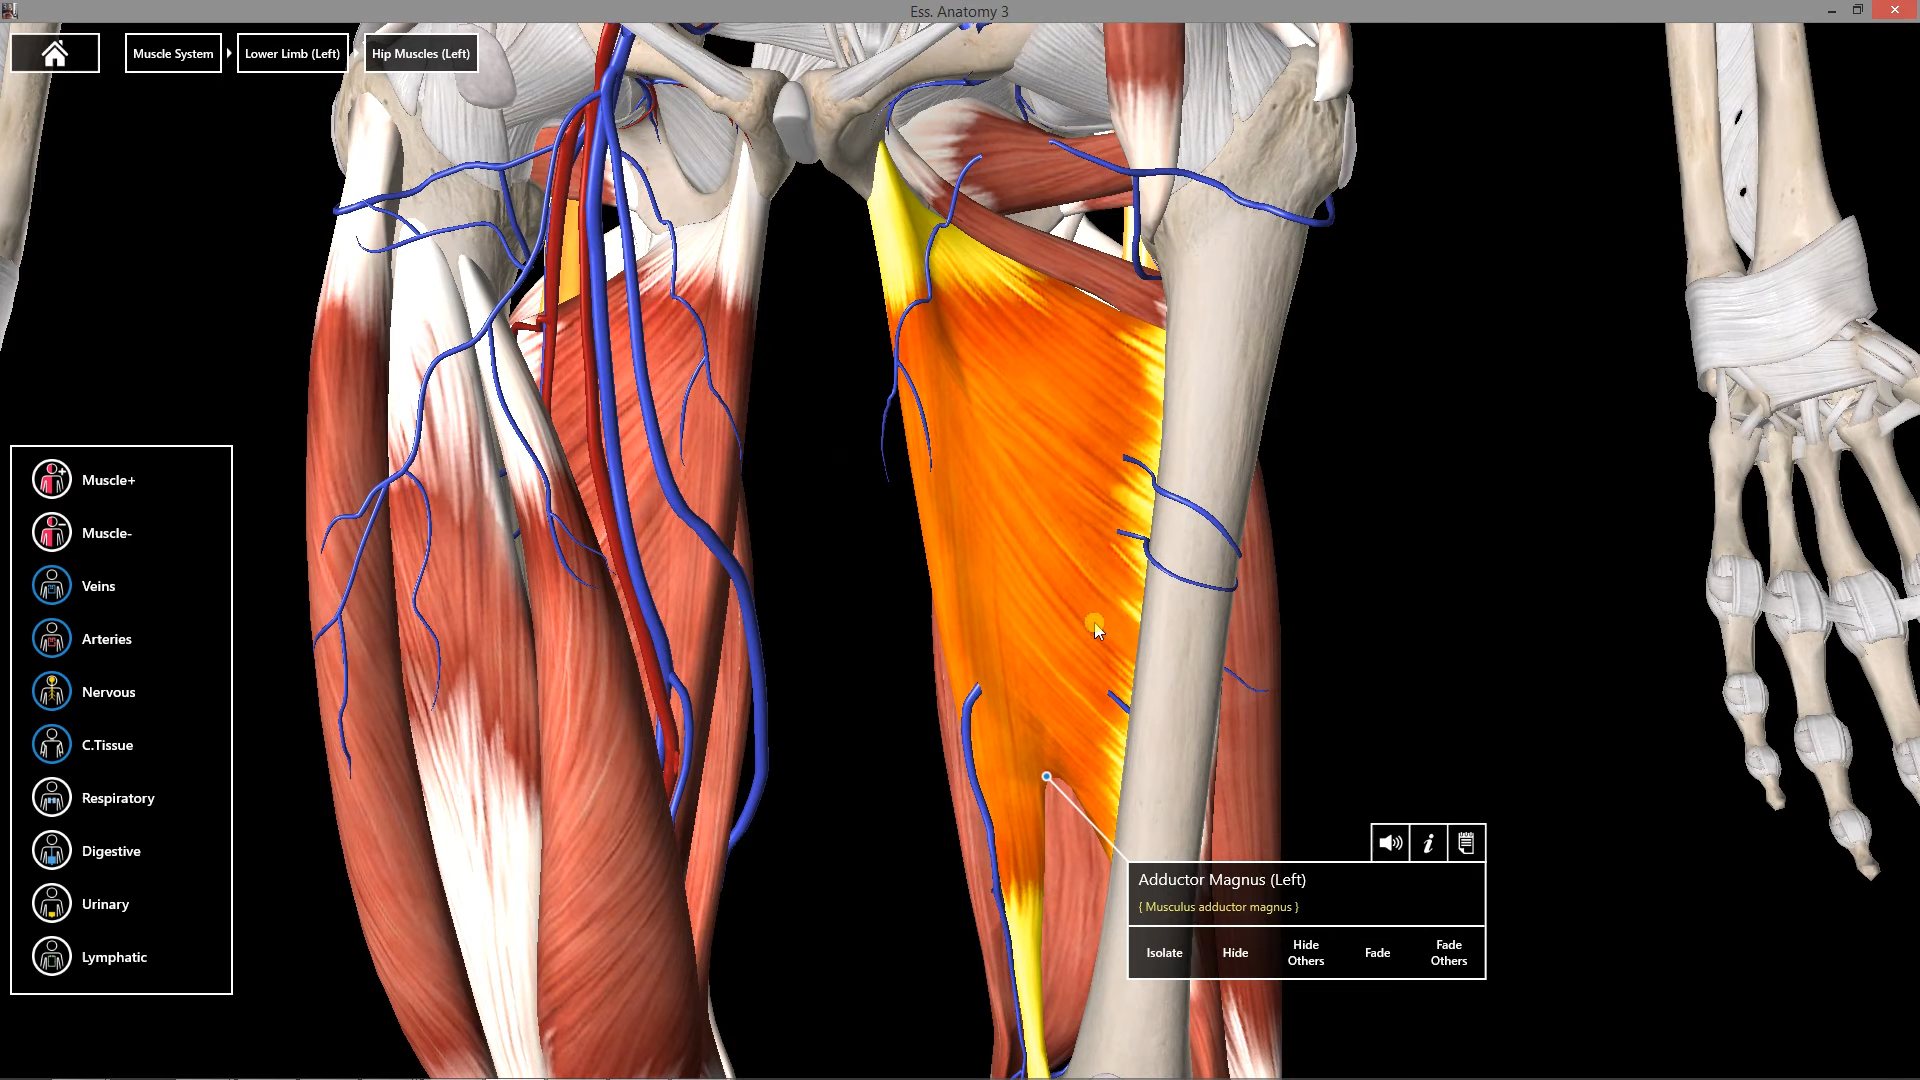 Ess. Anatomy 3
Muscle System
Lower Limb (Left)
Hip Muscles (Left)
Muscle+
Muscle-
Veins
Arteries
Nervous
C.Tissue
Respiratory
Digestive
Urinary
Lymphatic
Adductor Magnus (Left)
{ Musculus adductor magnus }
Isolate
Hide
Hide
Others
Fade
Fade
Others